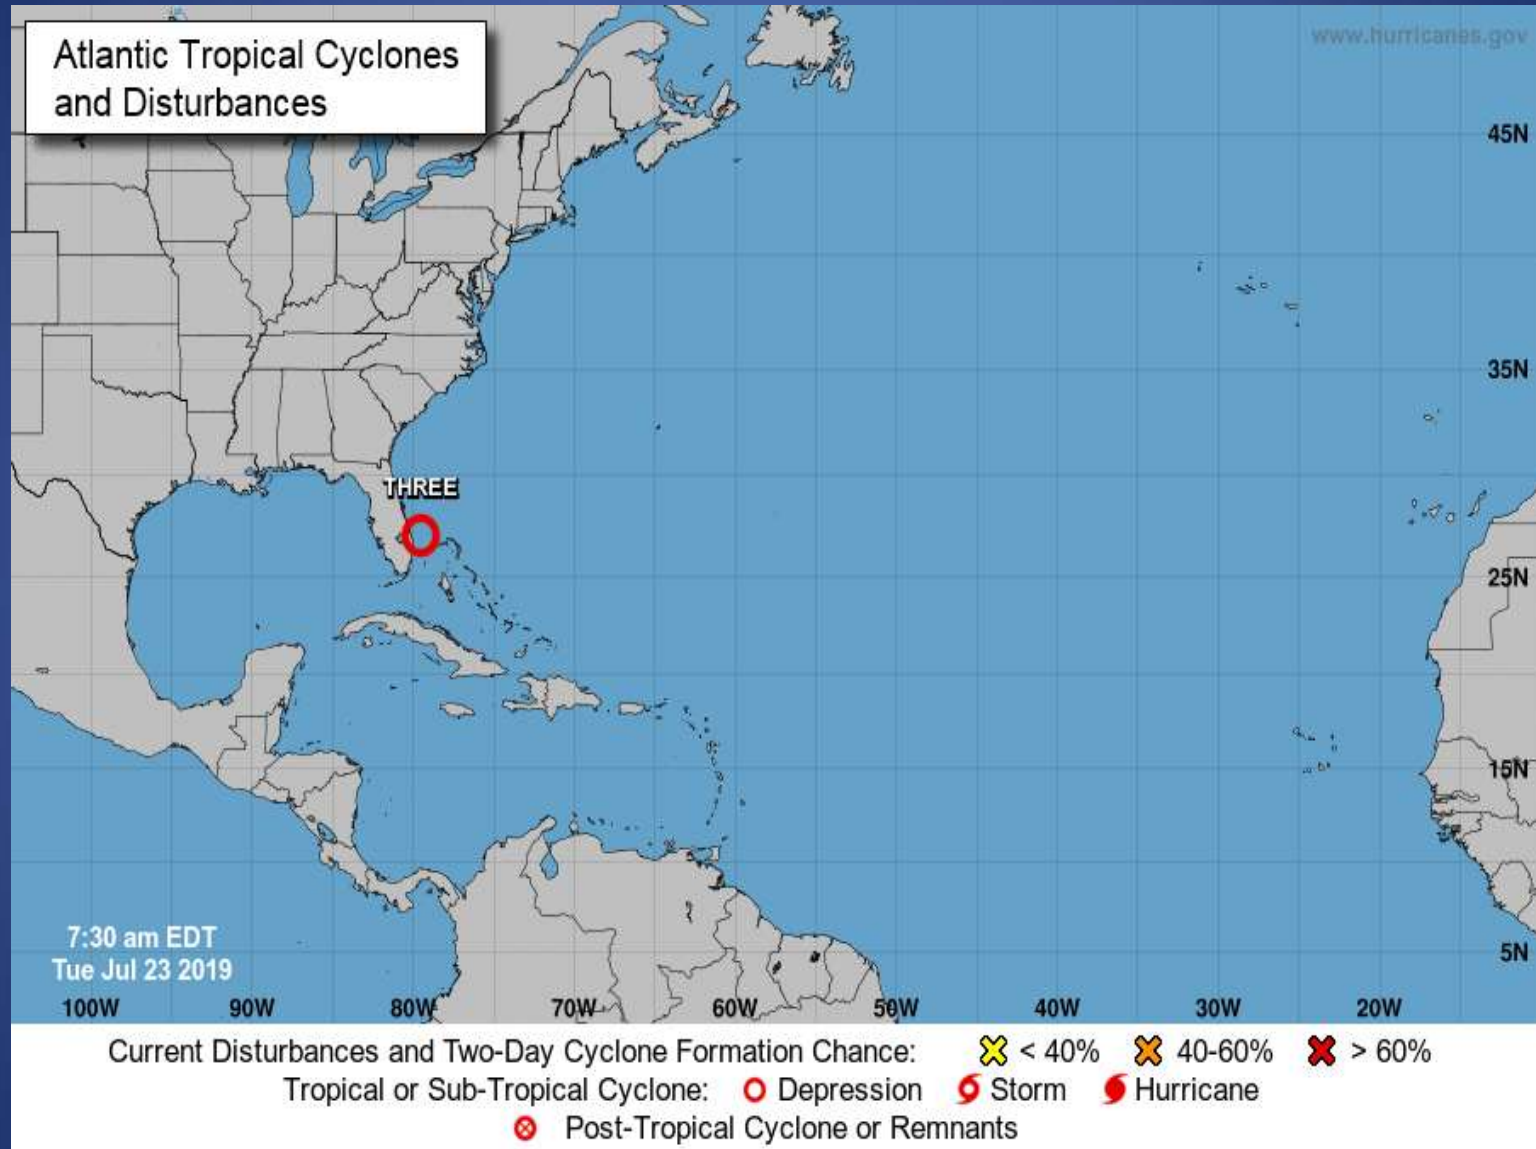 Atlantic Tropical Cyclones
and Disturbances
www.hurricanes.gov
45N
35N
THREE
25N
15N
7:30 am EDT
Tue Jul 23 2019
5N
100W 90W 80W 70W 60W 50W 40W 30W 20W
Current Disturbances and Two-Day Cyclone Formation Chance: < 40% 40-60% > 60%
Tropical or Sub-Tropical Cyclone: Depression Storm Hurricane
Post-Tropical Cyclone or Remnants